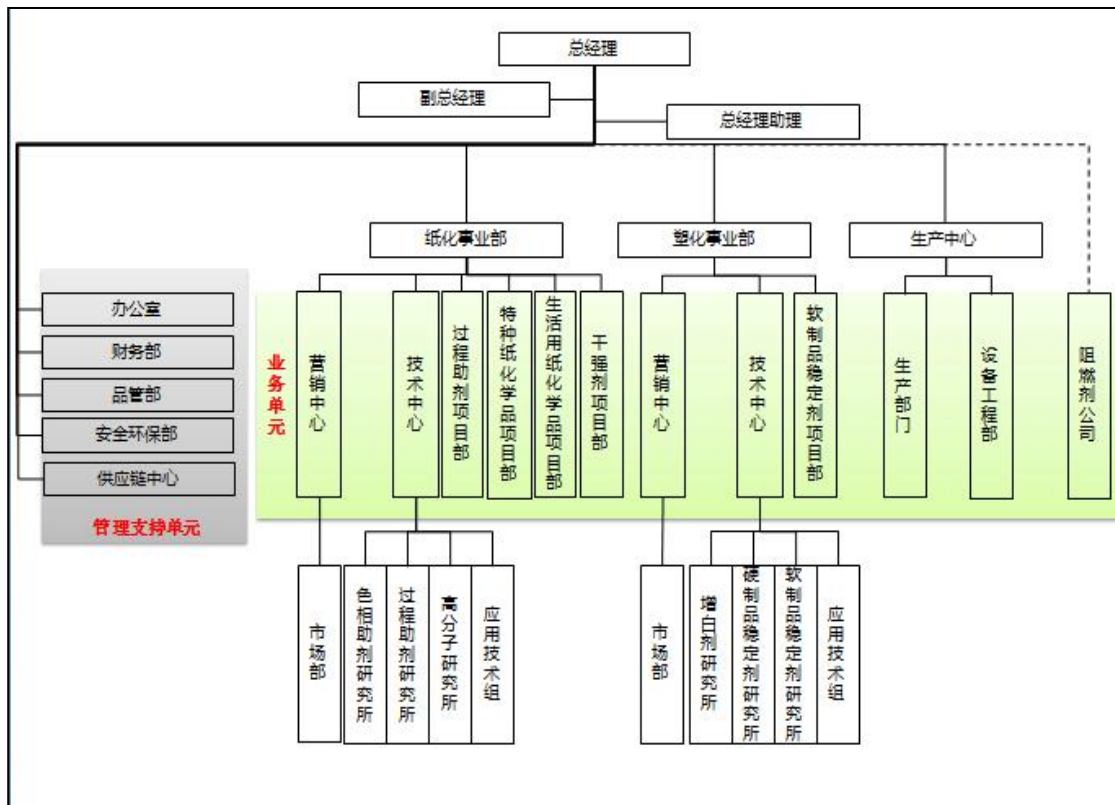 总经理
副总经理
总经理助理
纸化事业部
塑化事业部
生产中心
办公室
财务部
品管部
安全环保部
供应链中心
管理支持单元
业务单元
营销中心
技术中心
过程助剂项目部
特种纸化学品项目部
生活用纸化学品项目部
干强剂项目部
营销中心
技术中心
软制品稳定剂项目部
生产部门
设备工程部
阻燃剂公司
市场部
色相助剂研究所
过程助剂研究所
高分子研究所
应用技术组
市场部
增白剂研究所
硬制品稳定剂研究所
软制品稳定剂研究所
应用技术组